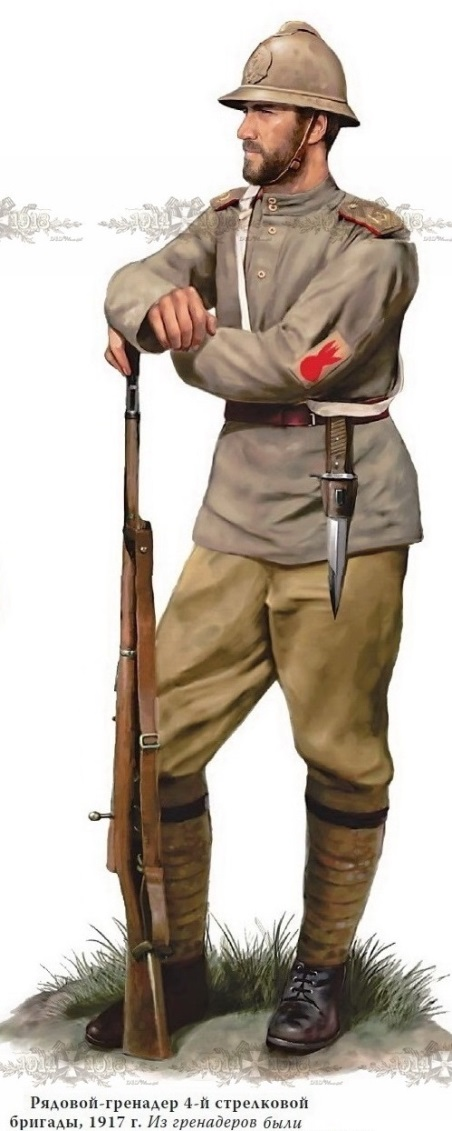 Рядовой-гренадер 4-й стрелковой
бригады, 1917 г. Из гренадеров были